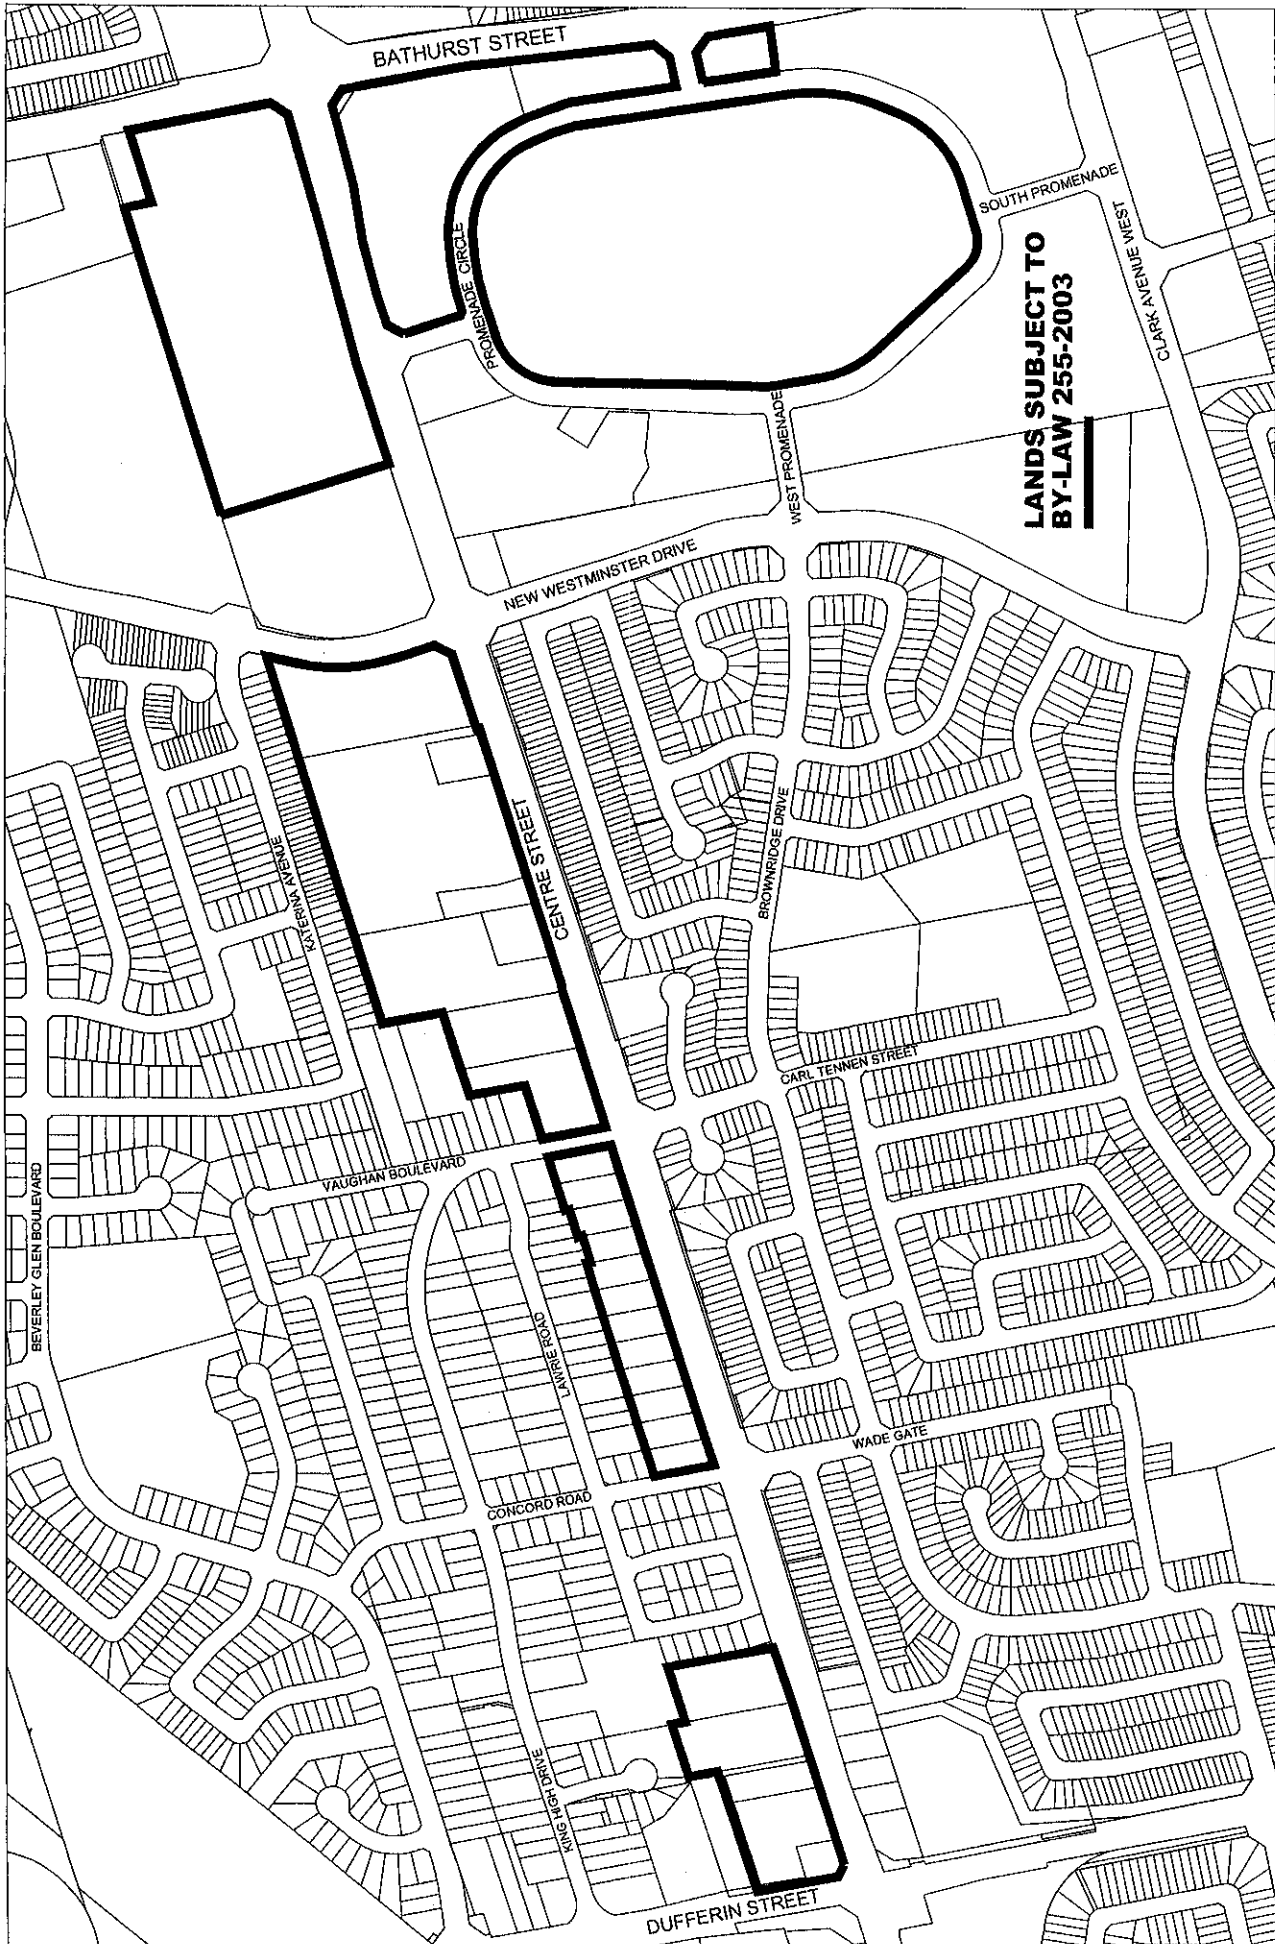 BATHURST STREET
PROMENADE CIRCLE
SOUTH PROMENADE
CLARK AVENUE WEST
LANDS SUBJECT TO
BY-LAW 255-2003
WEST PROMENADE
NEW WESTMINSTER DRIVE
CENTRE STREET
KATERINA AVENUE
BROWNRIDGE DRIVE
CARL TENNEN STREET
VAUGHAN BOULEVARD
BEVERLEY GLEN BOULEVARD
LAWRIE ROAD
WADE GATE
CONCORD ROAD
KING HIGH DRIVE
DUFFERIN STREET